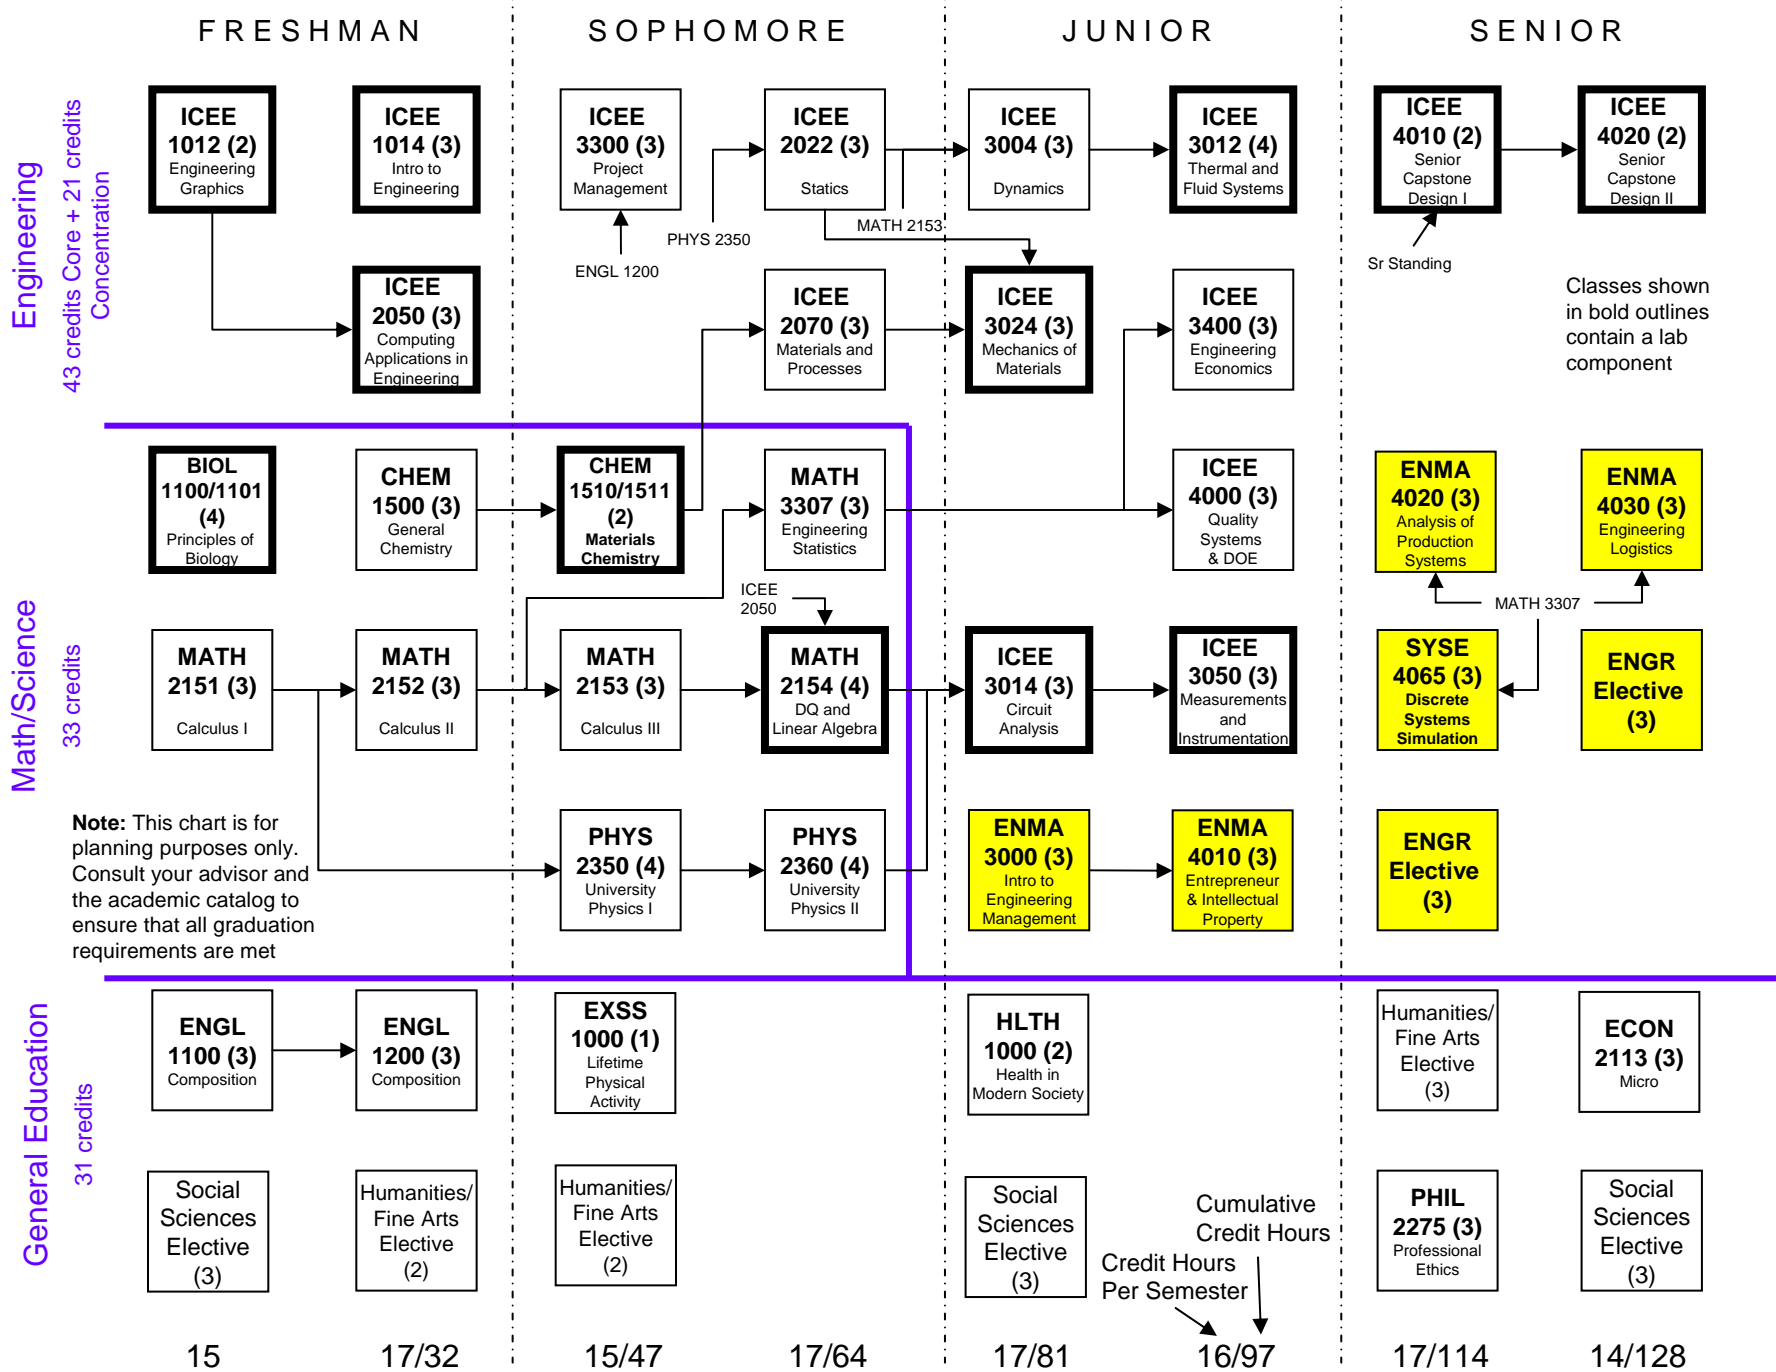 FRESHMAN
SOPHOMORE
JUNIOR
SENIOR
Engineering
43 credits Core + 21 credits
Concentration
ICEE
1012 (2)
Engineering
Graphics
ICEE
1014 (3)
Intro to
Engineering
ICEE
3300 (3)
Project
Management
ICEE
2022 (3)
Statics
ICEE
3004 (3)
Dynamics
ICEE
3012 (4)
Thermal and
Fluid Systems
ICEE
4010 (2)
Senior
Capstone
Design I
ICEE
4020 (2)
Senior
Capstone
Design II
PHYS 2350
MATH 2153
ENGL 1200
Sr Standing
ICEE
2050 (3)
Computing
Applications in
Engineering
ICEE
2070 (3)
Materials and
Processes
ICEE
3024 (3)
Mechanics of
Materials
ICEE
3400 (3)
Engineering
Economics
Classes shown
in bold outlines
contain a lab
component
Math/Science
33 credits
BIOL
1100/1101
(4)
Principles of
Biology
CHEM
1500 (3)
General
Chemistry
CHEM
1510/1511
(2)
Materials
Chemistry
MATH
3307 (3)
Engineering
Statistics
ICEE
4000 (3)
Quality
Systems
& DOE
ENMA
4020 (3)
Analysis of
Production
Systems
ENMA
4030 (3)
Engineering
Logistics
ICEE
2050
MATH 3307
MATH
2151 (3)
Calculus I
MATH
2152 (3)
Calculus II
MATH
2153 (3)
Calculus III
MATH
2154 (4)
DQ and
Linear Algebra
ICEE
3014 (3)
Circuit
Analysis
ICEE
3050 (3)
Measurements
and
Instrumentation
SYSE
4065 (3)
Discrete
Systems
Simulation
ENGR
Elective
(3)
Note: This chart is for
planning purposes only.
Consult your advisor and
the academic catalog to
ensure that all graduation
requirements are met
PHYS
2350 (4)
University
Physics I
PHYS
2360 (4)
University
Physics II
ENMA
3000 (3)
Intro to
Engineering
Management
ENMA
4010 (3)
Entrepreneur
& Intellectual
Property
ENGR
Elective
(3)
General Education
31 credits
ENGL
1100 (3)
Composition
ENGL
1200 (3)
Composition
EXSS
1000 (1)
Lifetime
Physical
Activity
HLTH
1000 (2)
Health in
Modern Society
Humanities/
Fine Arts
Elective
(3)
ECON
2113 (3)
Micro
Social
Sciences
Elective
(3)
Humanities/
Fine Arts
Elective
(2)
Humanities/
Fine Arts
Elective
(2)
Social
Sciences
Elective
(3)
Cumulative
Credit Hours
Credit Hours
Per Semester
PHIL
2275 (3)
Professional
Ethics
Social
Sciences
Elective
(3)
15
17/32
15/47
17/64
17/81
16/97
17/114
14/128